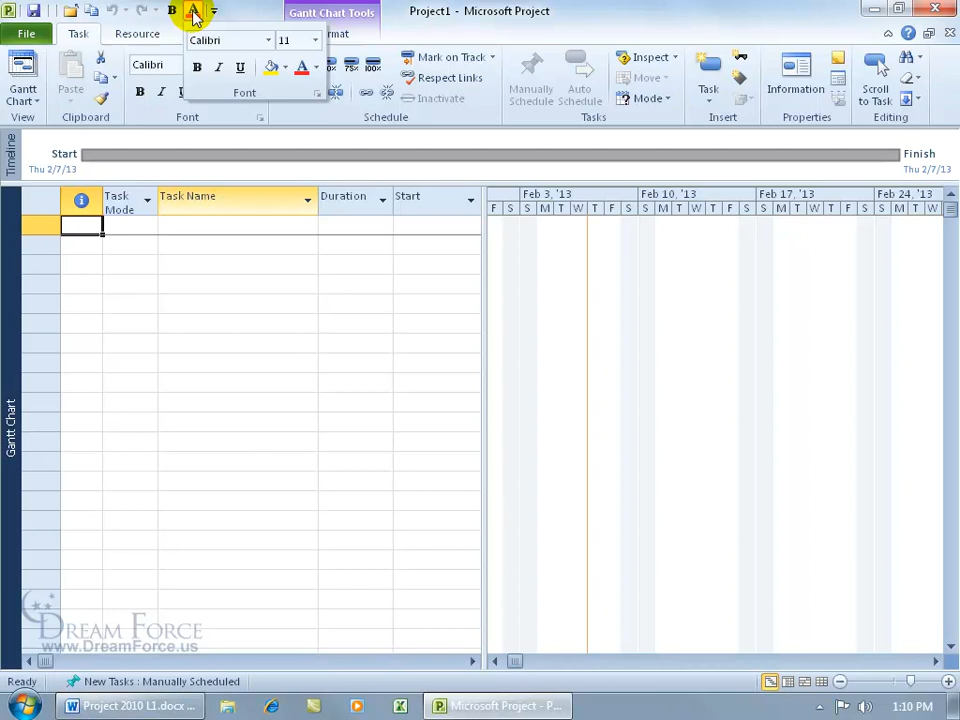 Gantt Chart Tools
Project1 - Microsoft Project
File
Task
Resource
Calibri
11
B
I
U
Font
Gantt
Chart
View
Paste
Clipboard
Calibri
B
I
Font
75%
100%
Mark on Track
Respect Links
Inactivate
Schedule
Manually
Schedule
Auto
Schedule
Inspect
Move
Mode
Tasks
Task
Insert
Information
Properties
Scroll
to Task
Editing
Timeline
Start
Finish
Thu 2/7/13
Thu 2/7/13
Task
Mode
Task Name
Duration
Start
Feb 3, '13
Feb 10, '13
Feb 17, '13
Feb 24, '13
F S S M T W T F S S M T W T F S S M T W T F S S M T W
Gantt Chart
DREAM FORCE
www.DreamForce.us
Ready
New Tasks : Manually Scheduled
Project 2010 L1.docx ...
Microsoft Project - P...
1:10 PM